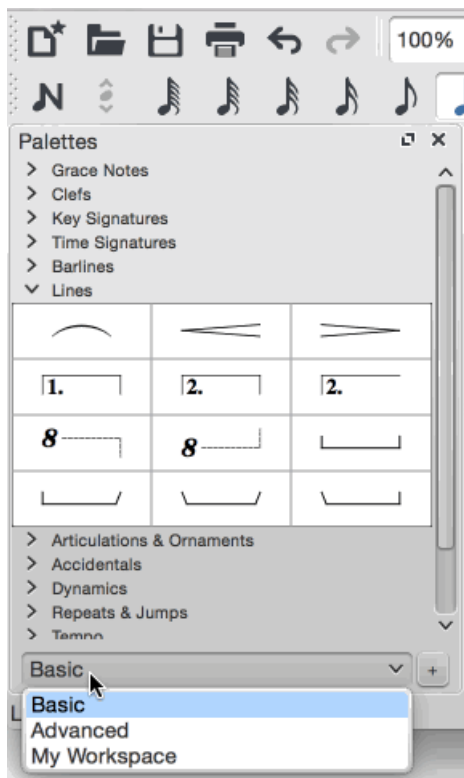 100%
Palettes
Grace Notes
Clefs
Key Signatures
Time Signatures
Barlines
Lines
1. 2. 2.
8 8
Articulations & Ornaments
Accidentals
Dynamics
Repeats & Jumps
Tempo
Basic
Basic
Advanced
My Workspace